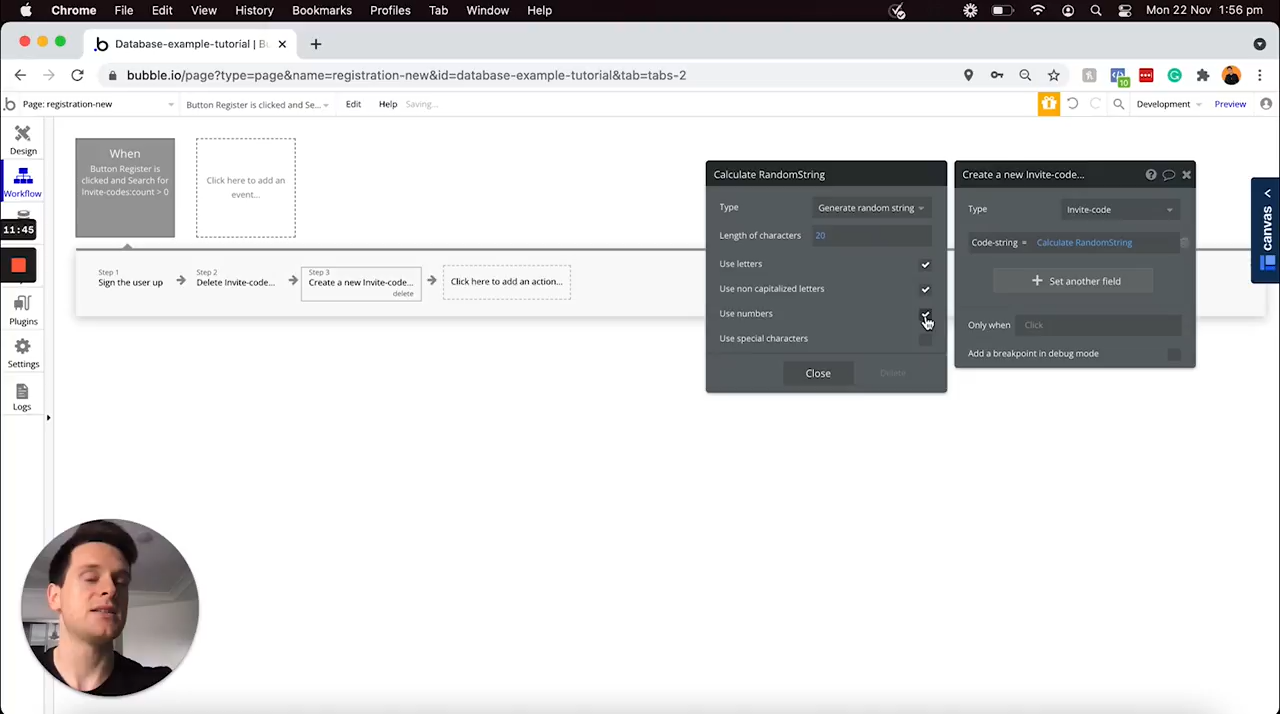 Chrome File Edit View History Bookmarks Profiles Tab Window Help Mon 22 Nov 1:56 pm
Database-example-tutorial | Bu
bubble.io/page?type=page&name=registration-new&id=database-example-tutorial&tab=tabs-2
10
Page: registration-new Button Register is clicked and Se... Edit Help Saving... Development Preview
Design
Workflow
11:45
Plugins
Settings
Logs
When
Button Register is
clicked and Search for
Invite-codes:count > 0
Click here to add an
event...
Step 1
Sign the user up
Step 2
Delete Invite-code...
Step 3
Create a new Invite-code...
delete
Click here to add an action...
Calculate RandomString
Type Generate random string
Length of characters 20
Use letters
Use non capitalized letters
Use numbers
Use special characters
Close Delete
Create a new Invite-code...
Type Invite-code
Code-string = Calculate RandomString
Set another field
Only when Click
Add a breakpoint in debug mode
canvas